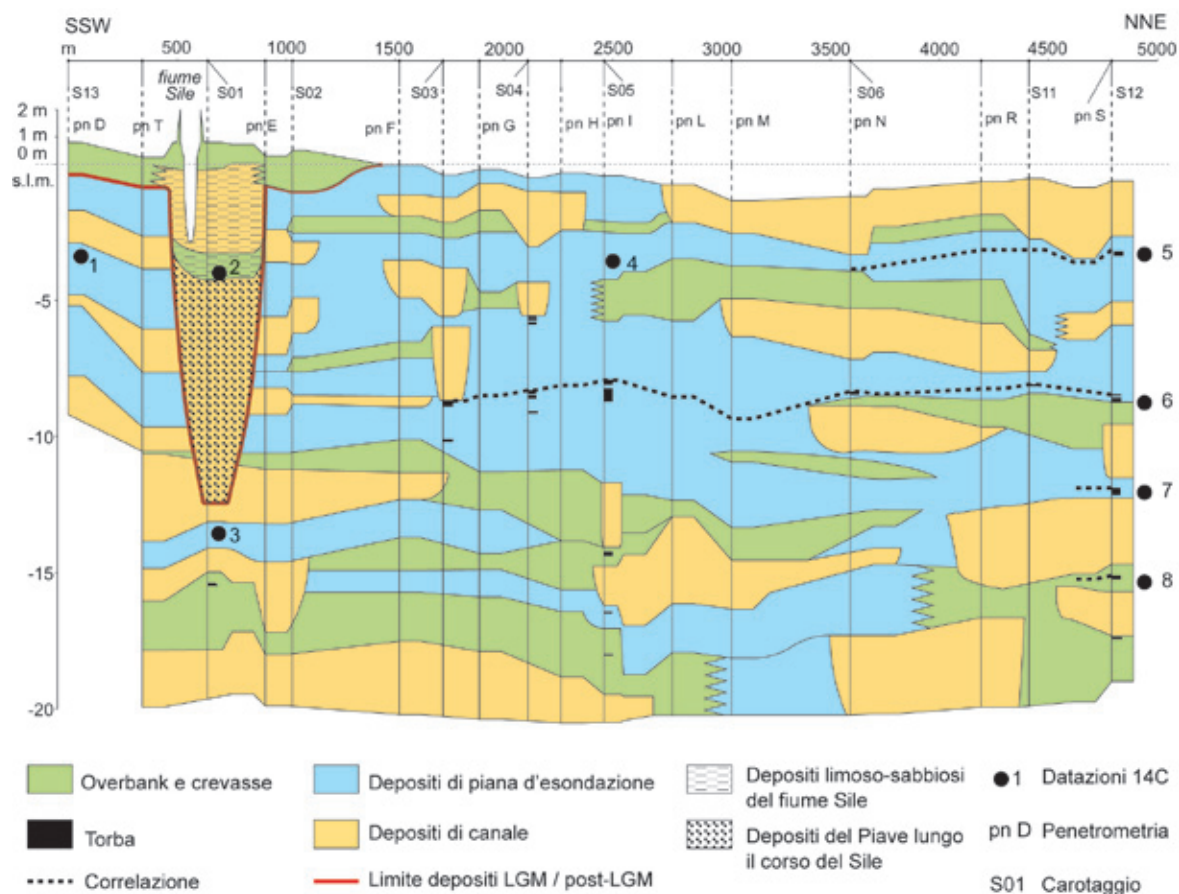 SSW NNE
m 500 1000 1500 2000 2500 3000 3500 4000 4500 5000
fiume
Sile
S13 S01 S02 S03 S04 S05 S06 S11 S12
2 m
pn D pn T pn E pn F pn G pn H pn I pn L pn M pn N pn R pn S
1 m
0 m
s.l.m.
1 2 4 5
-5
6
-10
7
3
-15
8
-20
Overbank e crevasse
Torba
Correlazione
Depositi di piana d'esondazione
Depositi di canale
Limite depositi LGM / post-LGM
Depositi limoso-sabbiosi
del fiume Sile
Depositi del Piave lungo
il corso del Sile
1 Datazioni 14C
pn D Penetrometria
S01 Carotaggio